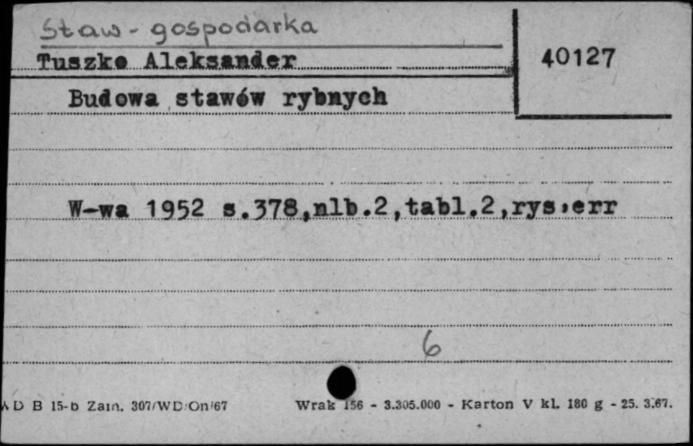 Staw - gospodarka
Tuszko Aleksander
40127
Budowa stawów rybnych
W-wa 1952 s.378,nlb.2,tabl.2,rys,err
6
AD B 15-b Zam. 307/WD/On/67
Wrak 156 - 3.305.000 - Karton V kl. 180 g - 25. 3.67.